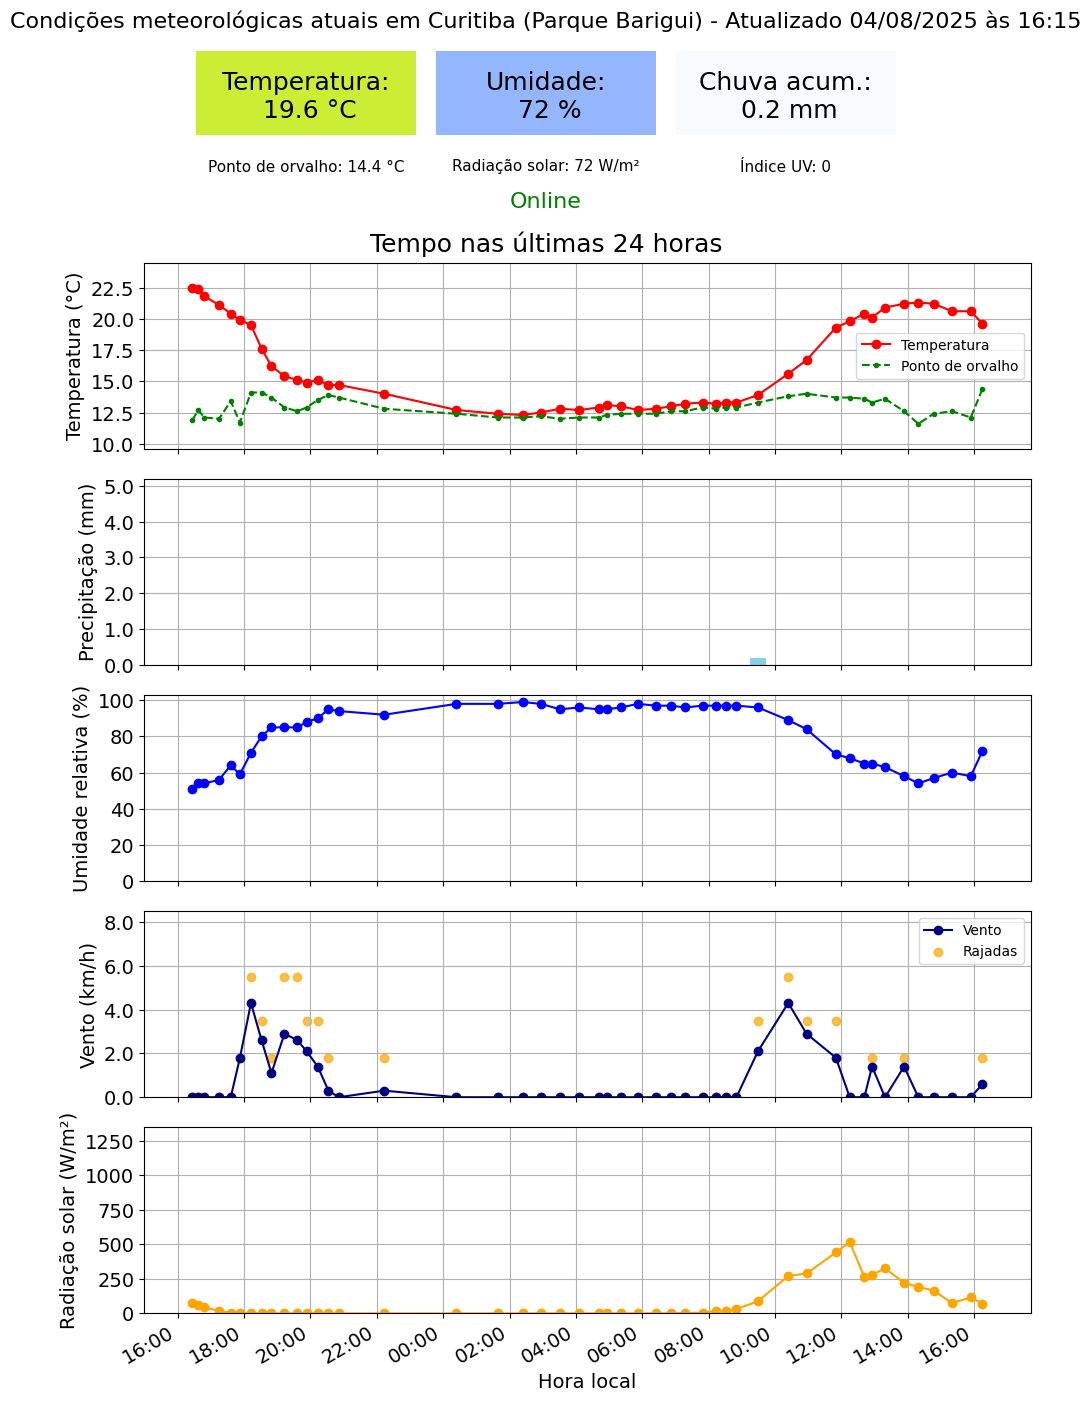 Condições meteorológicas atuais em Curitiba (Parque Barigui) - Atualizado 04/08/2025 às 16:15
Temperatura:
19.6 °C
Umidade:
72 %
Chuva acum.:
0.2 mm
Ponto de orvalho: 14.4 °C
Radiação solar: 72 W/m²
Índice UV: 0
Online
Tempo nas últimas 24 horas
Temperatura (°C)
22.5
20.0
17.5
15.0
12.5
10.0
Temperatura
Ponto de orvalho
Precipitação (mm)
5.0
4.0
3.0
2.0
1.0
0.0
Umidade relativa (%)
100
80
60
40
20
0
Vento (km/h)
8.0
6.0
4.0
2.0
0.0
Vento
Rajadas
Radiação solar (W/m²)
1250
1000
750
500
250
0
16:00
18:00
20:00
22:00
00:00
02:00
04:00
06:00
08:00
10:00
12:00
14:00
16:00
Hora local